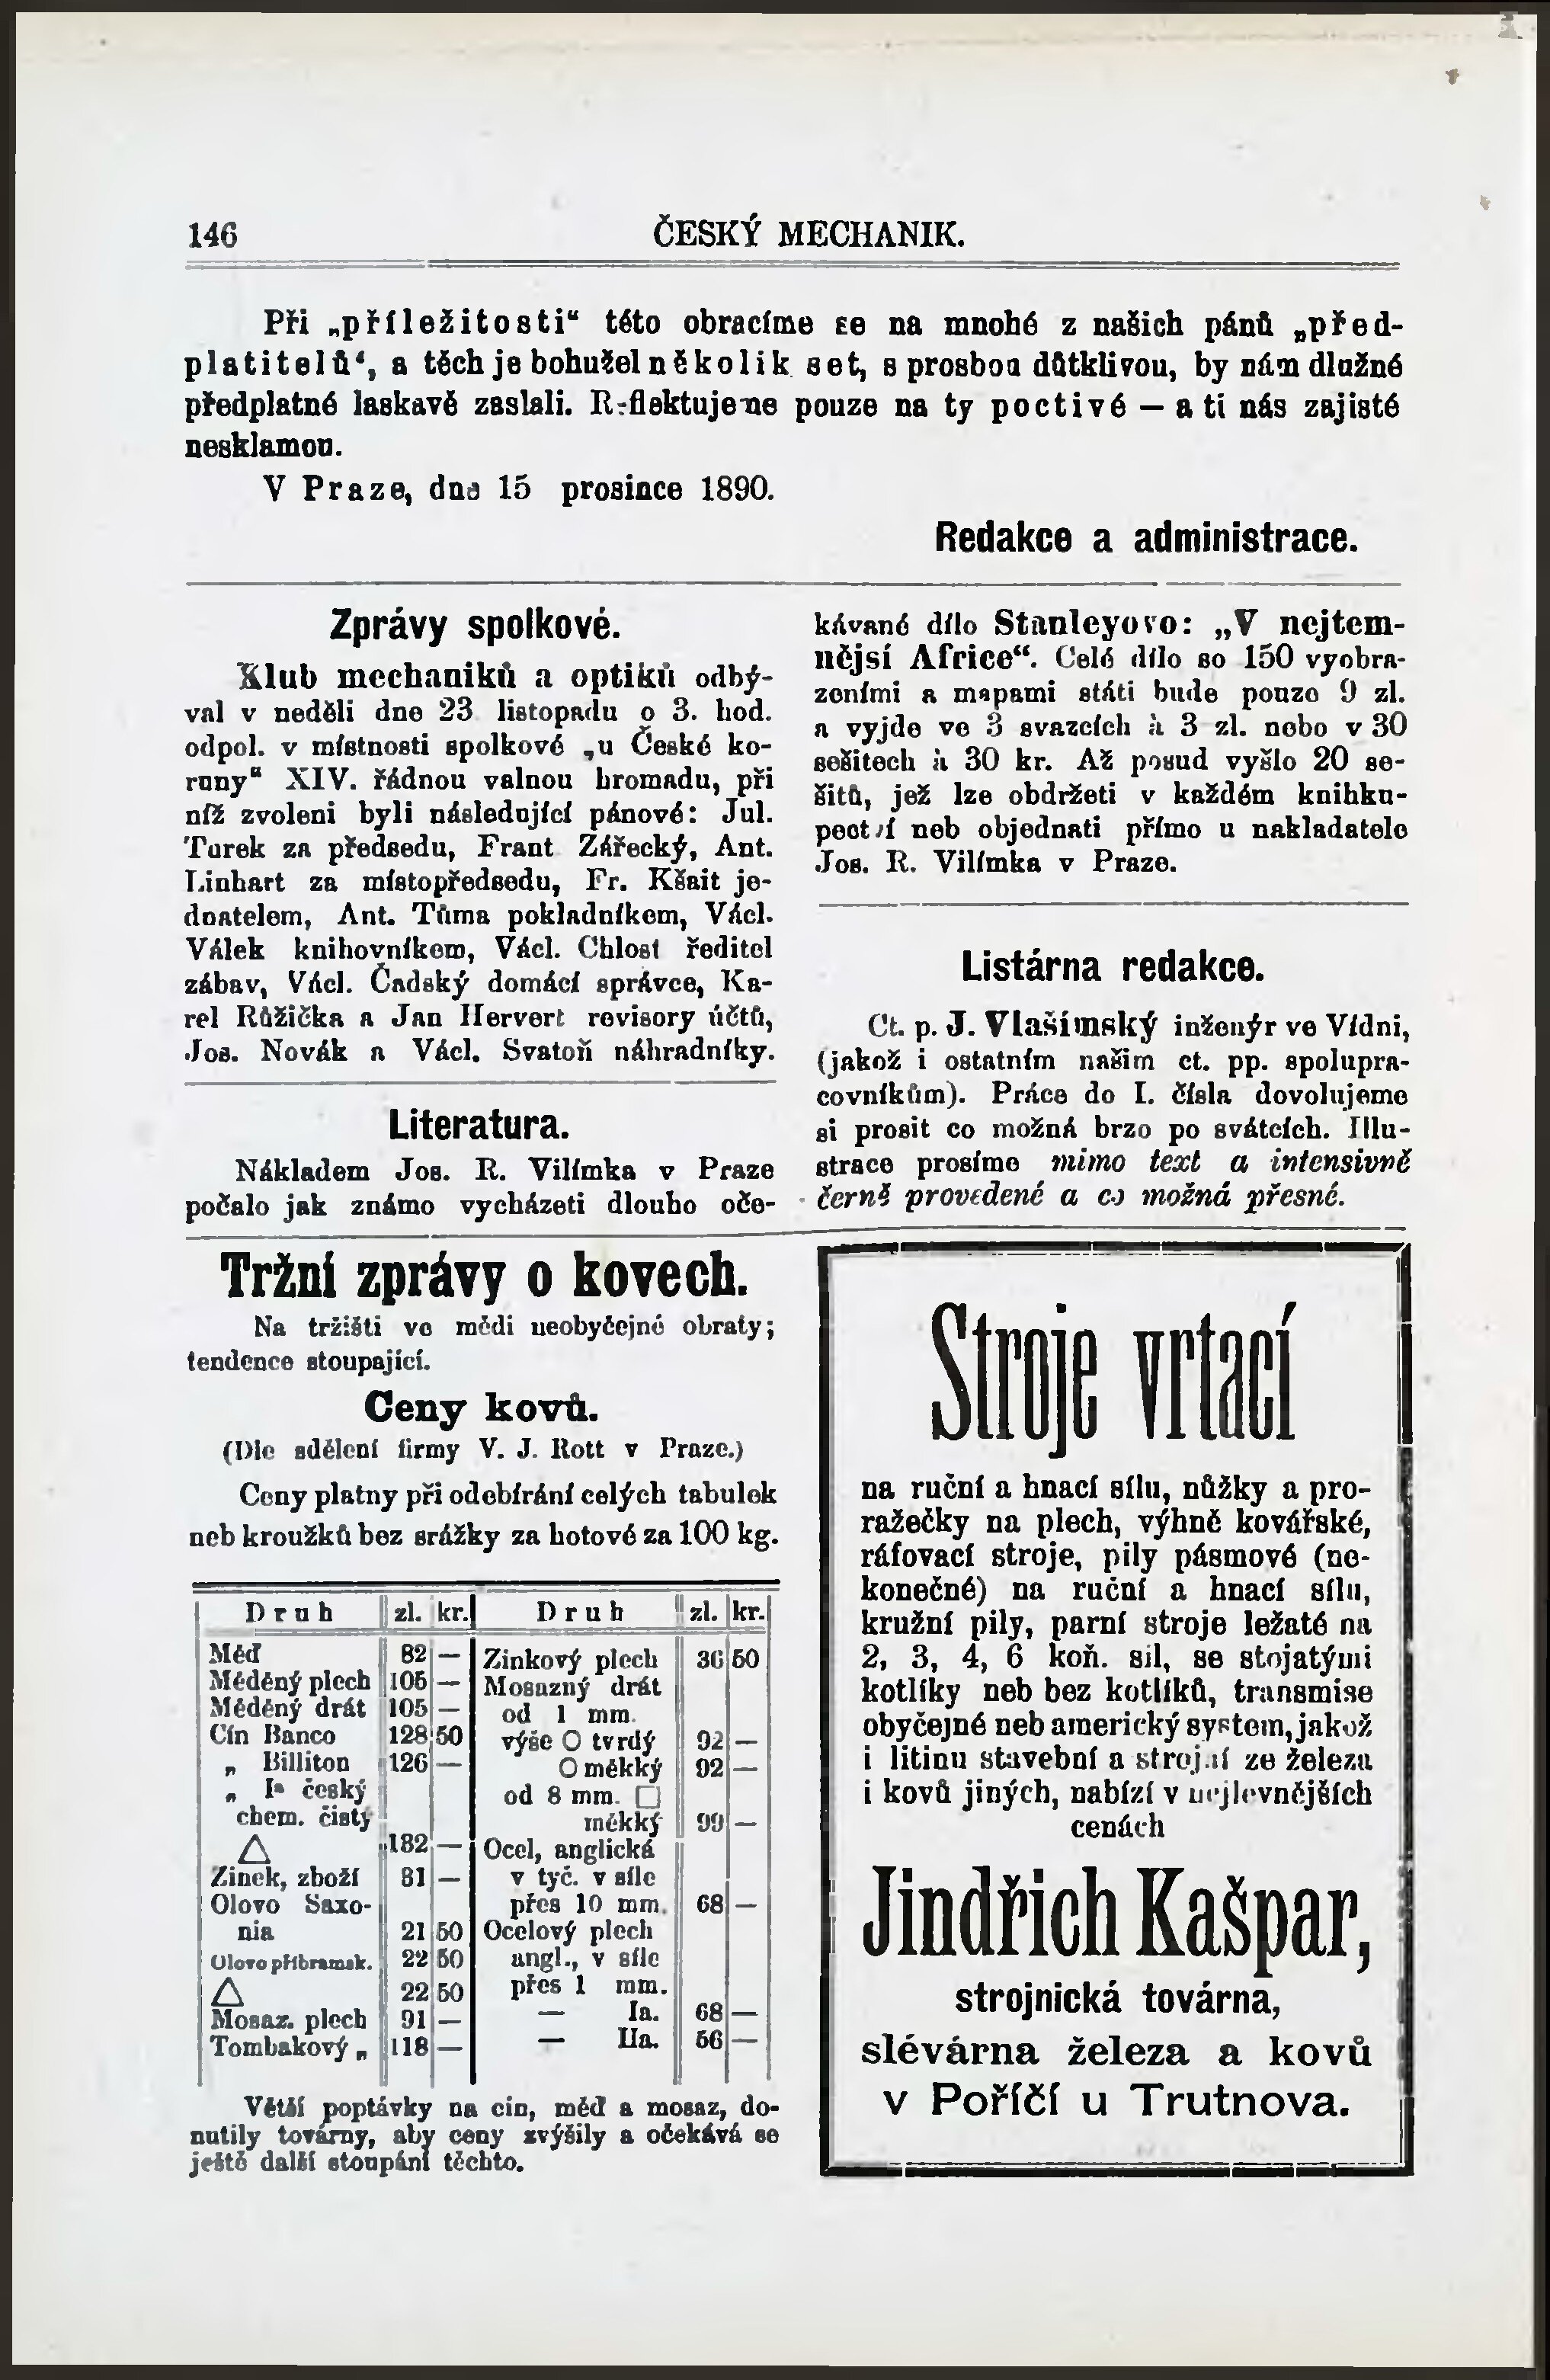 146
ČESKÝ MECHANIK.
Při „příležitosti“ této obracíme se na mnohé z našich pánů „před-
platitelů“, a těch je bohužel několik set, s prosbou důtklivou, by nám dlužné
předplatné laskavě zaslali. Reflektujeme pouze na ty poctivé — a ti nás zajisté
nesklamou.
V Praze, dne 15 prosince 1890.
Redakce a administrace.
Zprávy spolkové.
Klub mechaniků a optiků odbý-
val v neděli dne 23 listopadu o 3. hod.
odpol. v místnosti spolkové „u České ko-
runy“ XIV. řádnou valnou hromadu, při
níž zvoleni byli následující pánové: Jul.
Turek za předsedu, Frant Zářecký, Ant.
Linhart za místopředsedu, Fr. Kšait je-
dnatelem, Ant. Tůma pokladníkem, Václ.
Válek knihovníkem, Václ. Chlost ředitel
zábav, Václ. Čadský domácí správce, Ka-
rel Růžička a Jan Hervert revisory účtů,
Jos. Novák a Václ. Svatoň náhradníky.
Literatura.
Nákladem Jos. R. Vilímka v Praze
počalo jak známo vycházeti dlouho oče-
kávané dílo Stanleyovo: „V nejtem-
nějsí Africe“. Celé dílo so 150 vyobra-
zeními a mapami státi bude pouze 9 zl.
a vyjde ve 3 svazcích à 3 zl. nebo v 30
sešitech à 30 kr. Až posud vyšlo 20 se-
šitů, jež lze obdržeti v každém knihku-
pectví neb objednati přímo u nakladatele
Jos. R. Vilímka v Praze.
Listárna redakce.
Ct. p. J. Vlašímský inženýr ve Vídni,
(jakož i ostatním našim ct. pp. spolupra-
covníkům). Práce do I. čísla dovolujeme
si prosit co možná brzo po svátcích. Illu-
strace prosíme mimo text a intensivně
černě provedené a co možná přesné.
Tržní zprávy o kovech.
Na tržišti ve mědi neobyčejné obraty;
tendence stoupající.
Ceny kovů.
(Dle sdělení firmy V. J. Rott v Praze.)
Ceny platny při odebírání celých tabulek
neb kroužků bez srážky za hotové za 100 kg.
Druh zl. kr.
Měď 82 —
Měděný plech 105 —
Měděný drát 105 —
Cín Banco 128 50
„ Billiton 126 —
„ Ia český
chem. čistý
△ 182 —
Zinek, zboží 31 —
Olovo Saxo-
nia 21 50
Olovo příbramsk. 22 50
△ 22 50
Mosaz. plech 91 —
Tombakový „ 118 —
Druh zl. kr.
Zinkový plech 36 50
Mosazný drát
od 1 mm.
výše O tvrdý 92 —
O měkký 92 —
od 8 mm. □
měkký 99 —
Ocel, anglická
v tyč. v síle
přes 10 mm. 68 —
Ocelový plech
angl., v síle
přes 1 mm.
— Ia. 68 —
— IIa. 56 —
Větší poptávky na cin, měď a mosaz, do-
nutily továrny, aby ceny zvýšily a očekává se
ještě další stoupání těchto.
Stroje vrtací
na ruční a hnací sílu, nůžky a pro-
ražečky na plech, výhně kovářské,
ráfovací stroje, pily pásmové (ne-
konečné) na ruční a hnací sílu,
kružní pily, parní stroje ležaté na
2, 3, 4, 6 koň. sil, se stojatými
kotlíky neb bez kotlíků, transmise
obyčejné neb americký system, jakož
i litinu stavební a strojní ze železa
i kovů jiných, nabízí v nejlevnějších
cenách
Jindřich Kašpar,
strojnická továrna,
slévárna železa a kovů
v Poříčí u Trutnova.